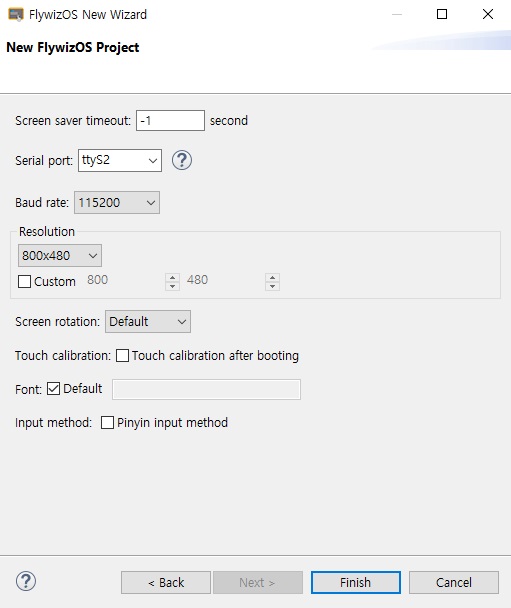 FlywizOS New Wizard
New FlywizOS Project
Screen saver timeout: -1 second
Serial port: ttyS2 ?
Baud rate: 115200
Resolution
800x480
Custom 800 480
Screen rotation: Default
Touch calibration: Touch calibration after booting
Font: Default
Input method: Pinyin input method
? < Back Next > Finish Cancel